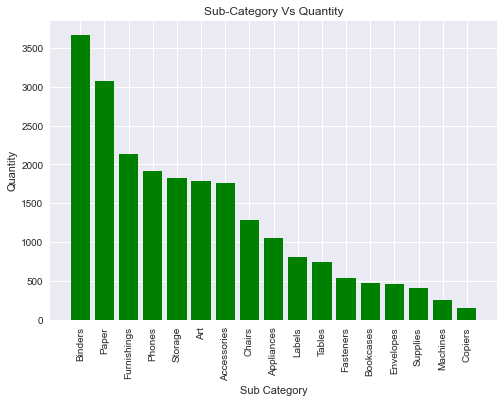 Sub-Category Vs Quantity
Quantity
3500
3000
2500
2000
1500
1000
500
0
Binders
Paper
Furnishings
Phones
Storage
Art
Accessories
Chairs
Appliances
Labels
Tables
Fasteners
Bookcases
Envelopes
Supplies
Machines
Copiers
Sub Category